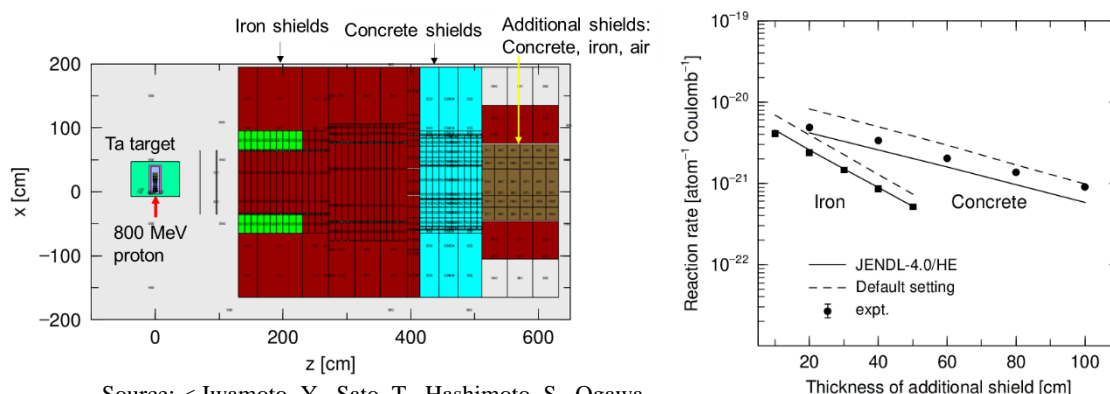 Iron shields
Concrete shields
Additional shields:
Concrete, iron, air
200
100
0
−100
−200
x [cm]
Ta target
800 MeV
proton
0
200
400
600
z [cm]
Source: < Iwamoto, Y., Sato, T., Hashimoto, S., Ogawa,
10−19
10−20
10−21
10−22
Reaction rate [atom−1 Coulomb−1]
Iron
Concrete
JENDL-4.0/HE
Default setting
expt.
20
40
60
80
100
Thickness of additional shield [cm]